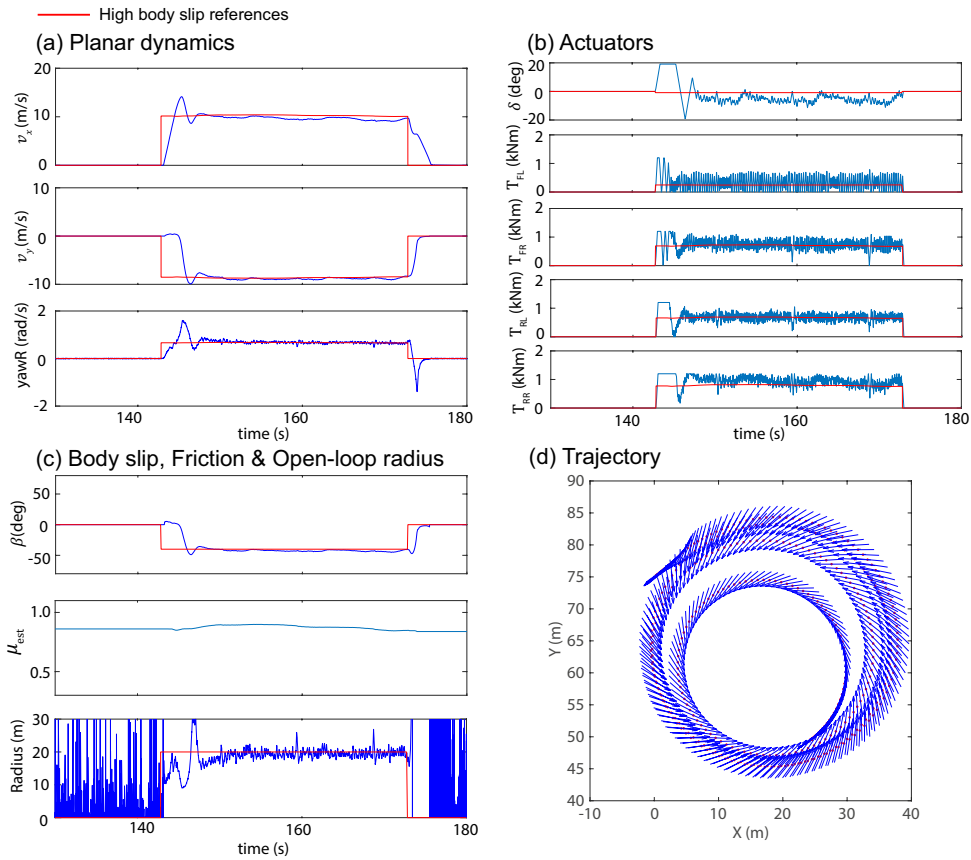 High body slip references
(a) Planar dynamics
20
10
0
v_x (m/s)
10
0
-10
v_y (m/s)
2
0
-2
yawR (rad/s)
140
160
180
time (s)
(b) Actuators
20
0
-20
δ (deg)
2
1
0
T_FL (kNm)
2
1
0
T_FR (kNm)
2
1
0
T_RL (kNm)
2
1
0
T_RR (kNm)
140
160
180
time (s)
(c) Body slip, Friction & Open-loop radius
50
0
-50
β(deg)
1.0
0.5
μ_est
30
20
10
0
Radius (m)
140
160
180
time (s)
(d) Trajectory
90
85
80
75
70
65
60
55
50
45
40
Y (m)
-10
0
10
20
30
40
X (m)